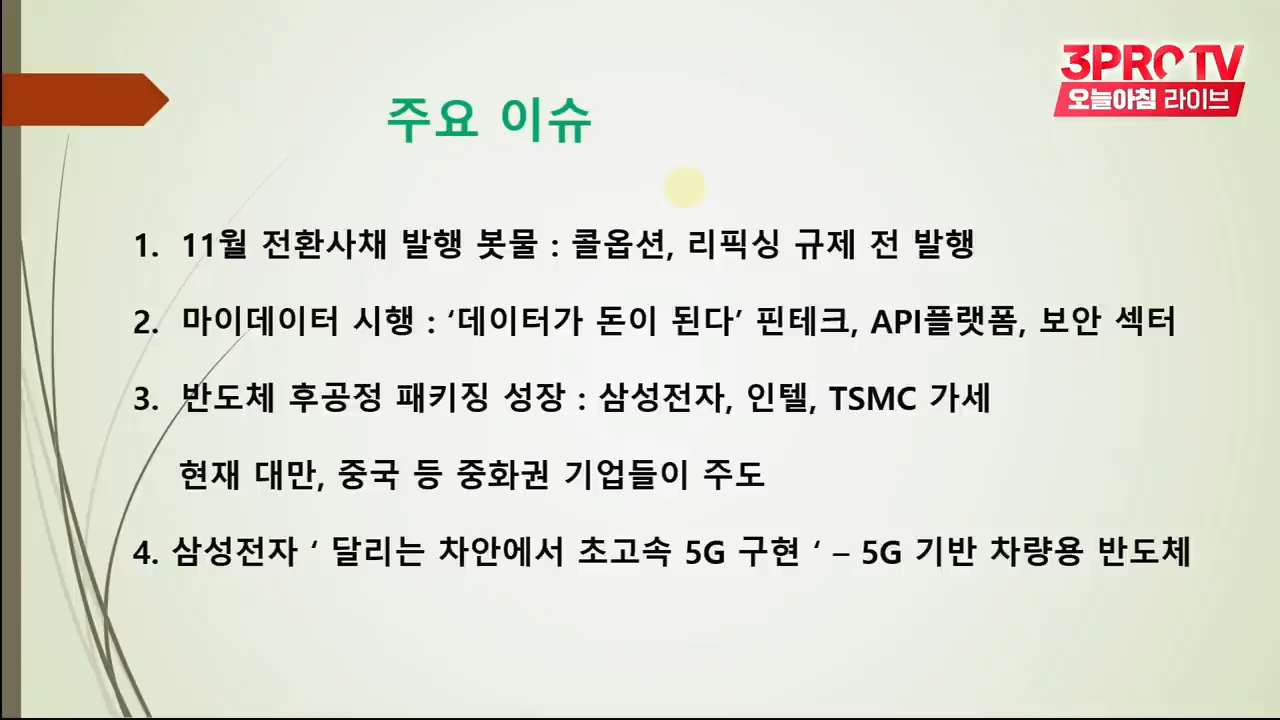 3PROTV
오늘아침 라이브
주요 이슈
1. 11월 전환사채 발행 봇물 : 콜옵션, 리픽싱 규제 전 발행
2. 마이데이터 시행 : ‘데이터가 돈이 된다’ 핀테크, API플랫폼, 보안 섹터
3. 반도체 후공정 패키징 성장 : 삼성전자, 인텔, TSMC 가세
현재 대만, 중국 등 중화권 기업들이 주도
4. 삼성전자 ‘ 달리는 차안에서 초고속 5G 구현 ‘ – 5G 기반 차량용 반도체